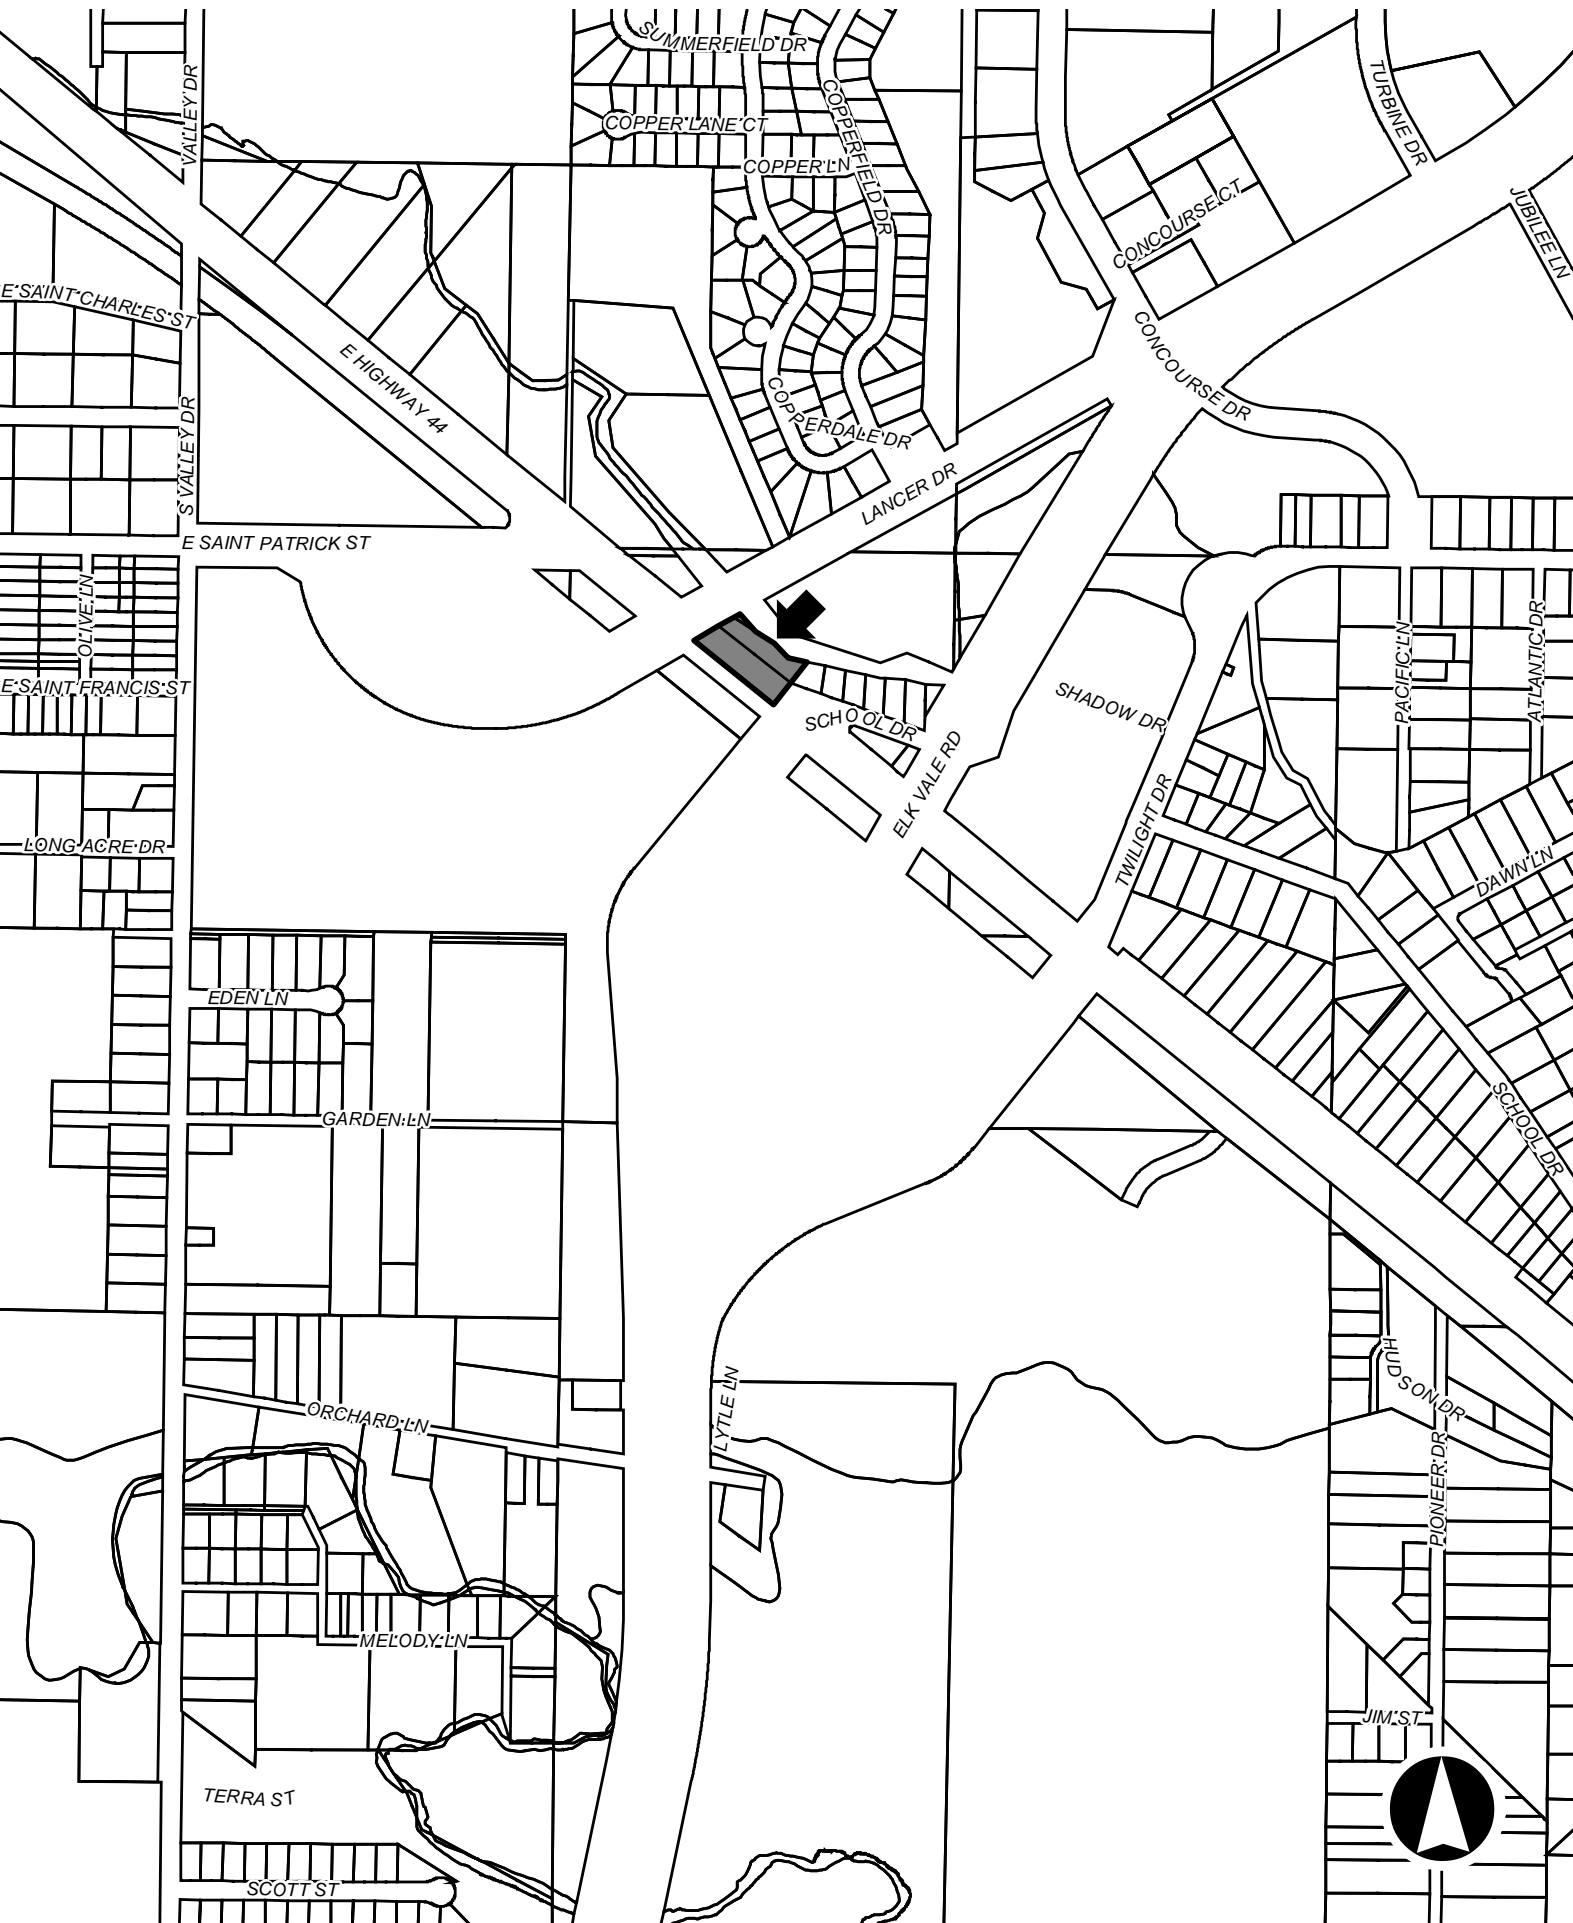 SUMMERFIELD DR
VALLEY DR
TURBINE DR
COPPER LANE CT
COPPERFIELD DR
COPPER LN
CONCOURSE CT
JUBILEE LN
E SAINT CHARLES ST
E HIGHWAY 44
CONCOURSE DR
COPPERDALE DR
S VALLEY DR
LANCER DR
E SAINT PATRICK ST
OLIVE LN
PACIFIC LN
ATLANTIC DR
E SAINT FRANCIS ST
SHADOW DR
SCHOOL DR
ELK VALE RD
TWILIGHT DR
LONG ACRE DR
DAWN LN
EDEN LN
GARDEN LN
SCHOOL DR
HUDSON DR
LYTLE LN
ORCHARD LN
PIONEER DR
MELODY LN
JIM ST
TERRA ST
SCOTT ST